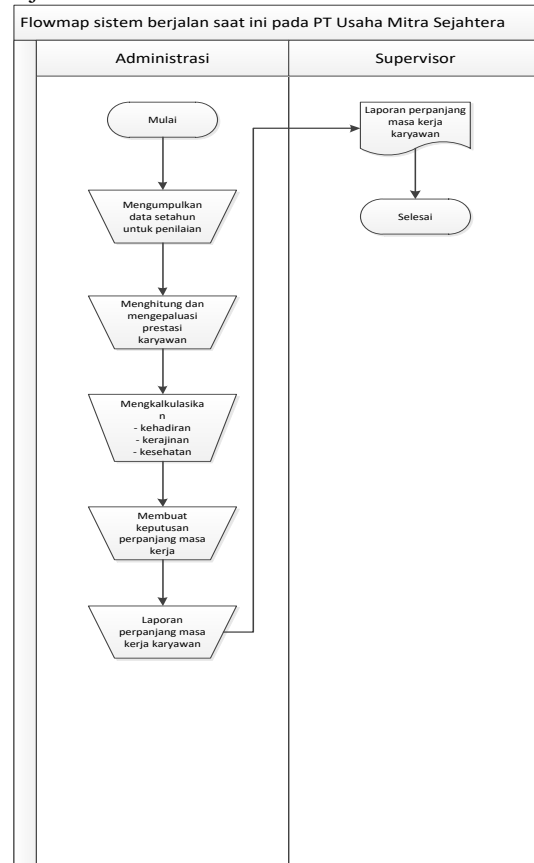 Flowmap sistem berjalan saat ini pada PT Usaha Mitra Sejahtera
Administrasi
Supervisor
Mulai
Mengumpulkan
data setahun
untuk penilaian
Menghitung dan
mengepaluasi
prestasi
karyawan
Mengkalkulasika
n
- kehadiran
- kerajinan
- kesehatan
Membuat
keputusan
perpanjang masa
kerja
Laporan
perpanjang masa
kerja karyawan
Laporan perpanjang
masa kerja
karyawan
Selesai